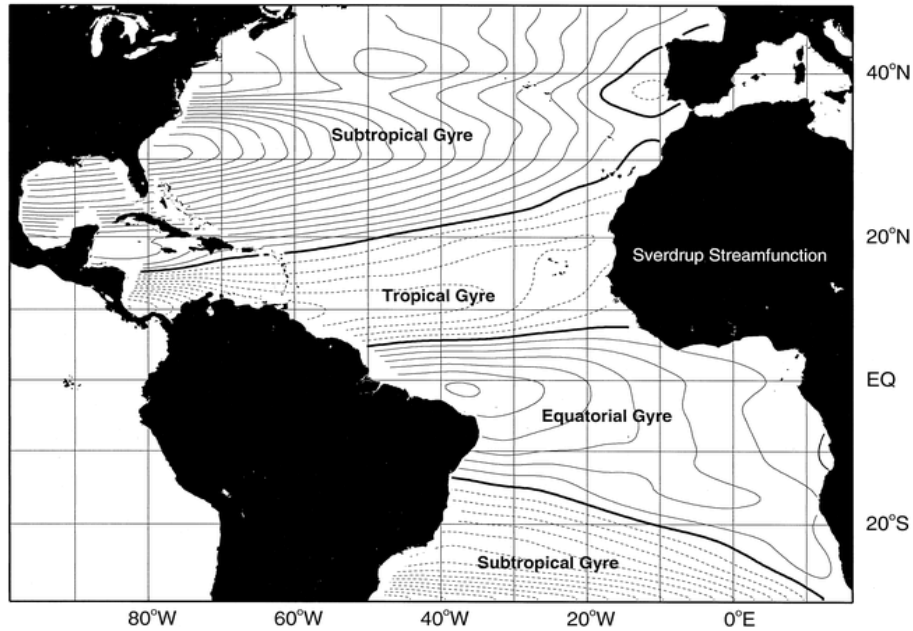 40°N
Subtropical Gyre
20°N
Sverdrup Streamfunction
Tropical Gyre
EQ
Equatorial Gyre
20°S
Subtropical Gyre
80°W 60°W 40°W 20°W 0°E